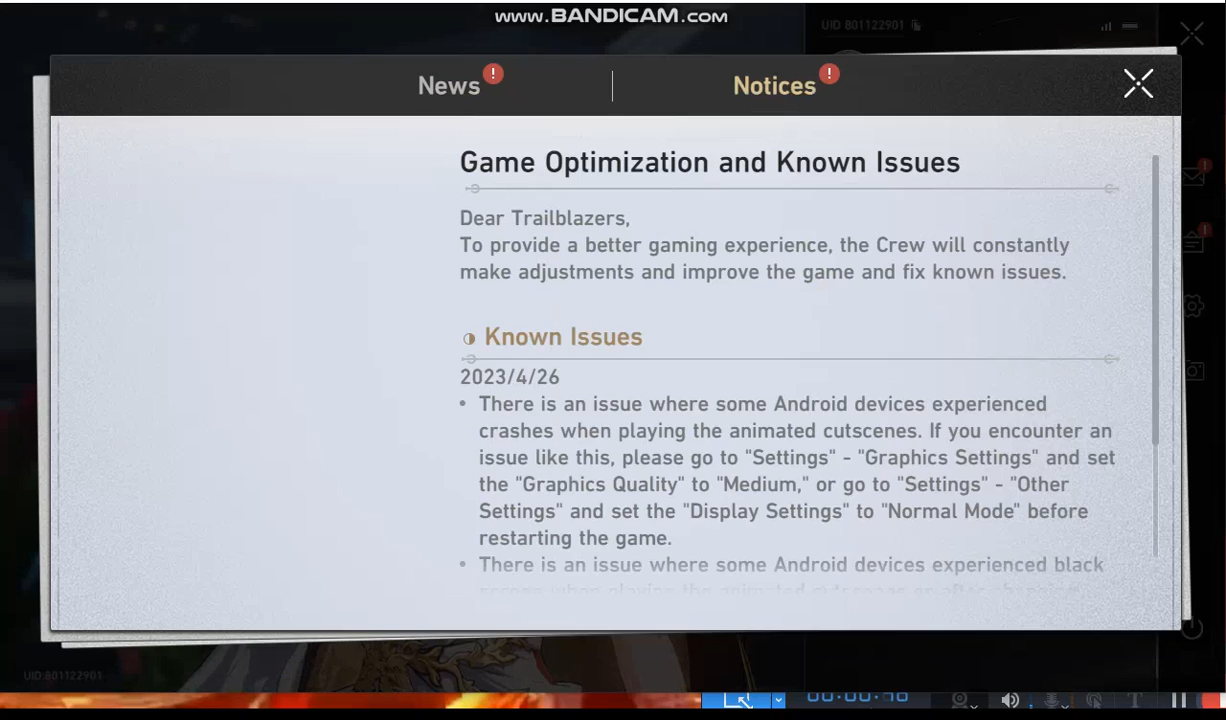 www.BANDICAM.com
UID 801122901
News
Notices
Game Optimization and Known Issues
Dear Trailblazers,
To provide a better gaming experience, the Crew will constantly
make adjustments and improve the game and fix known issues.
Known Issues
2023/4/26
• There is an issue where some Android devices experienced
crashes when playing the animated cutscenes. If you encounter an
issue like this, please go to "Settings" - "Graphics Settings" and set
the "Graphics Quality" to "Medium," or go to "Settings" - "Other
Settings" and set the "Display Settings" to "Normal Mode" before
restarting the game.
• There is an issue where some Android devices experienced black
UID:801122901